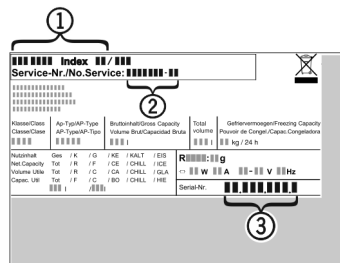 1
Index /
Service-Nr./No.Service: -
2
Klasse/Class Ap-Typ/AP-Type Bruttoinhalt/Gross Capacity Total Gefriervermoegen/Freezing Capacity
Classe/Clase AP-Typ/AP-Tipo Volume Brut/Capacidad Bruta volume Pouvoir de Congel./Capac.Congeladora
l l kg / 24 h
Nutzinhalt Ges / K / G / KE / KALT / EIS
Net Capacity Tot / R / F / CE / CHILL / ICE
Volume Utile Tot / R / C / CA / CHILL / GLA
Capac. Util Tot / F / C / BO / CHILL / HIE
l / l
R : g
W A - V Hz
Serial-Nr. . . .
3